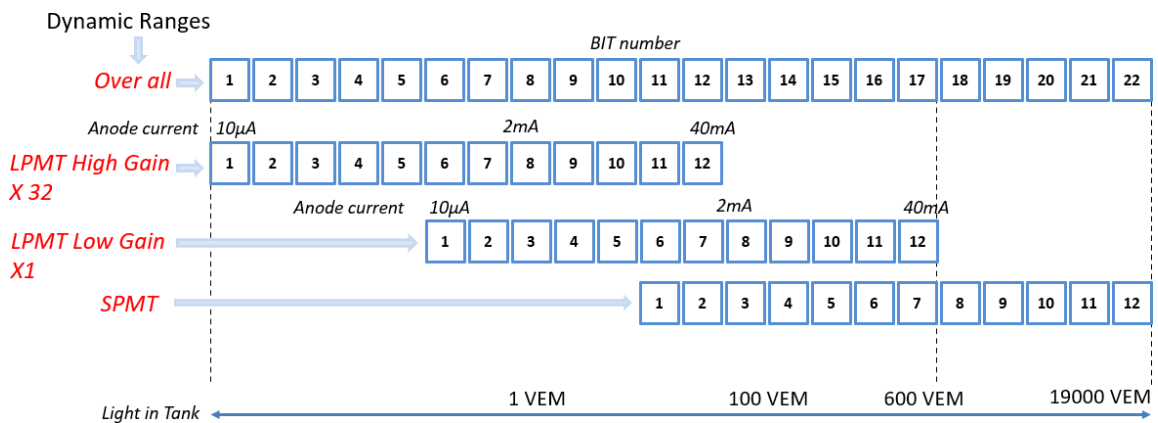 Dynamic Ranges
BIT number
Over all 1 2 3 4 5 6 7 8 9 10 11 12 13 14 15 16 17 18 19 20 21 22
Anode current 10µA 2mA 40mA
LPMT High Gain 1 2 3 4 5 6 7 8 9 10 11 12
X 32
Anode current 10µA 2mA 40mA
LPMT Low Gain 1 2 3 4 5 6 7 8 9 10 11 12
X1
SPMT 1 2 3 4 5 6 7 8 9 10 11 12
1 VEM 100 VEM 600 VEM 19000 VEM
Light in Tank